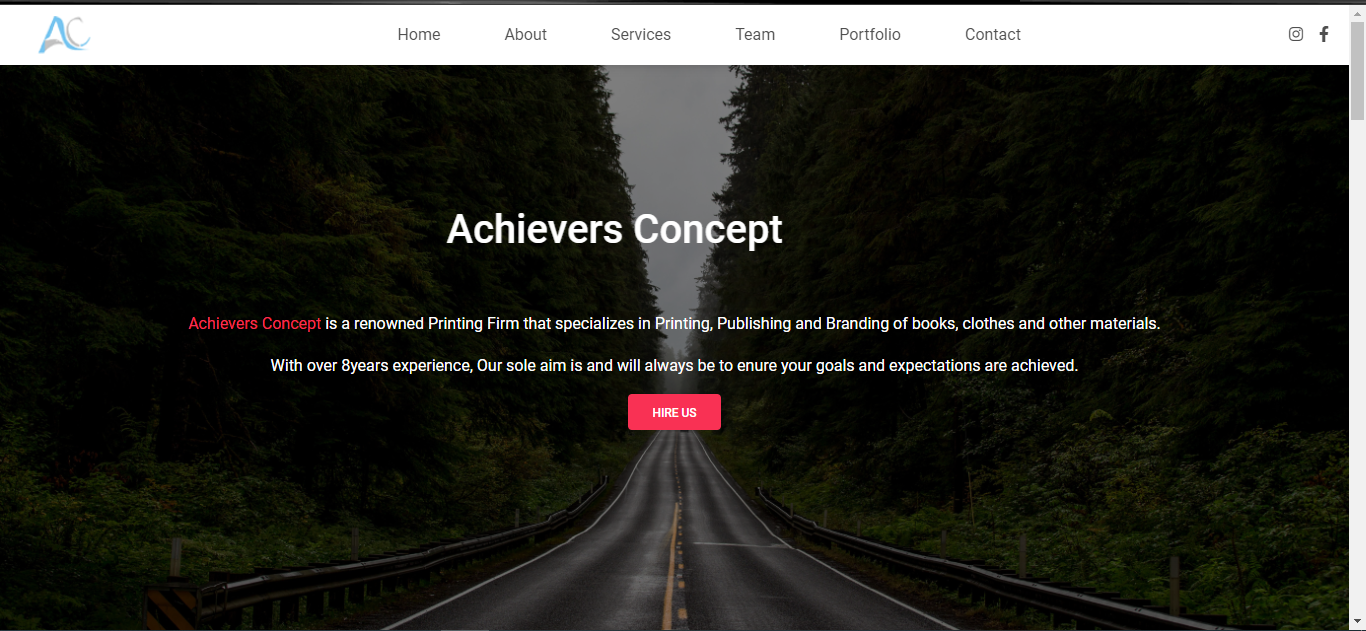 AC
Home About Services Team Portfolio Contact
Achievers Concept
Achievers Concept is a renowned Printing Firm that specializes in Printing, Publishing and Branding of books, clothes and other materials.
With over 8years experience, Our sole aim is and will always be to enure your goals and expectations are achieved.
HIRE US